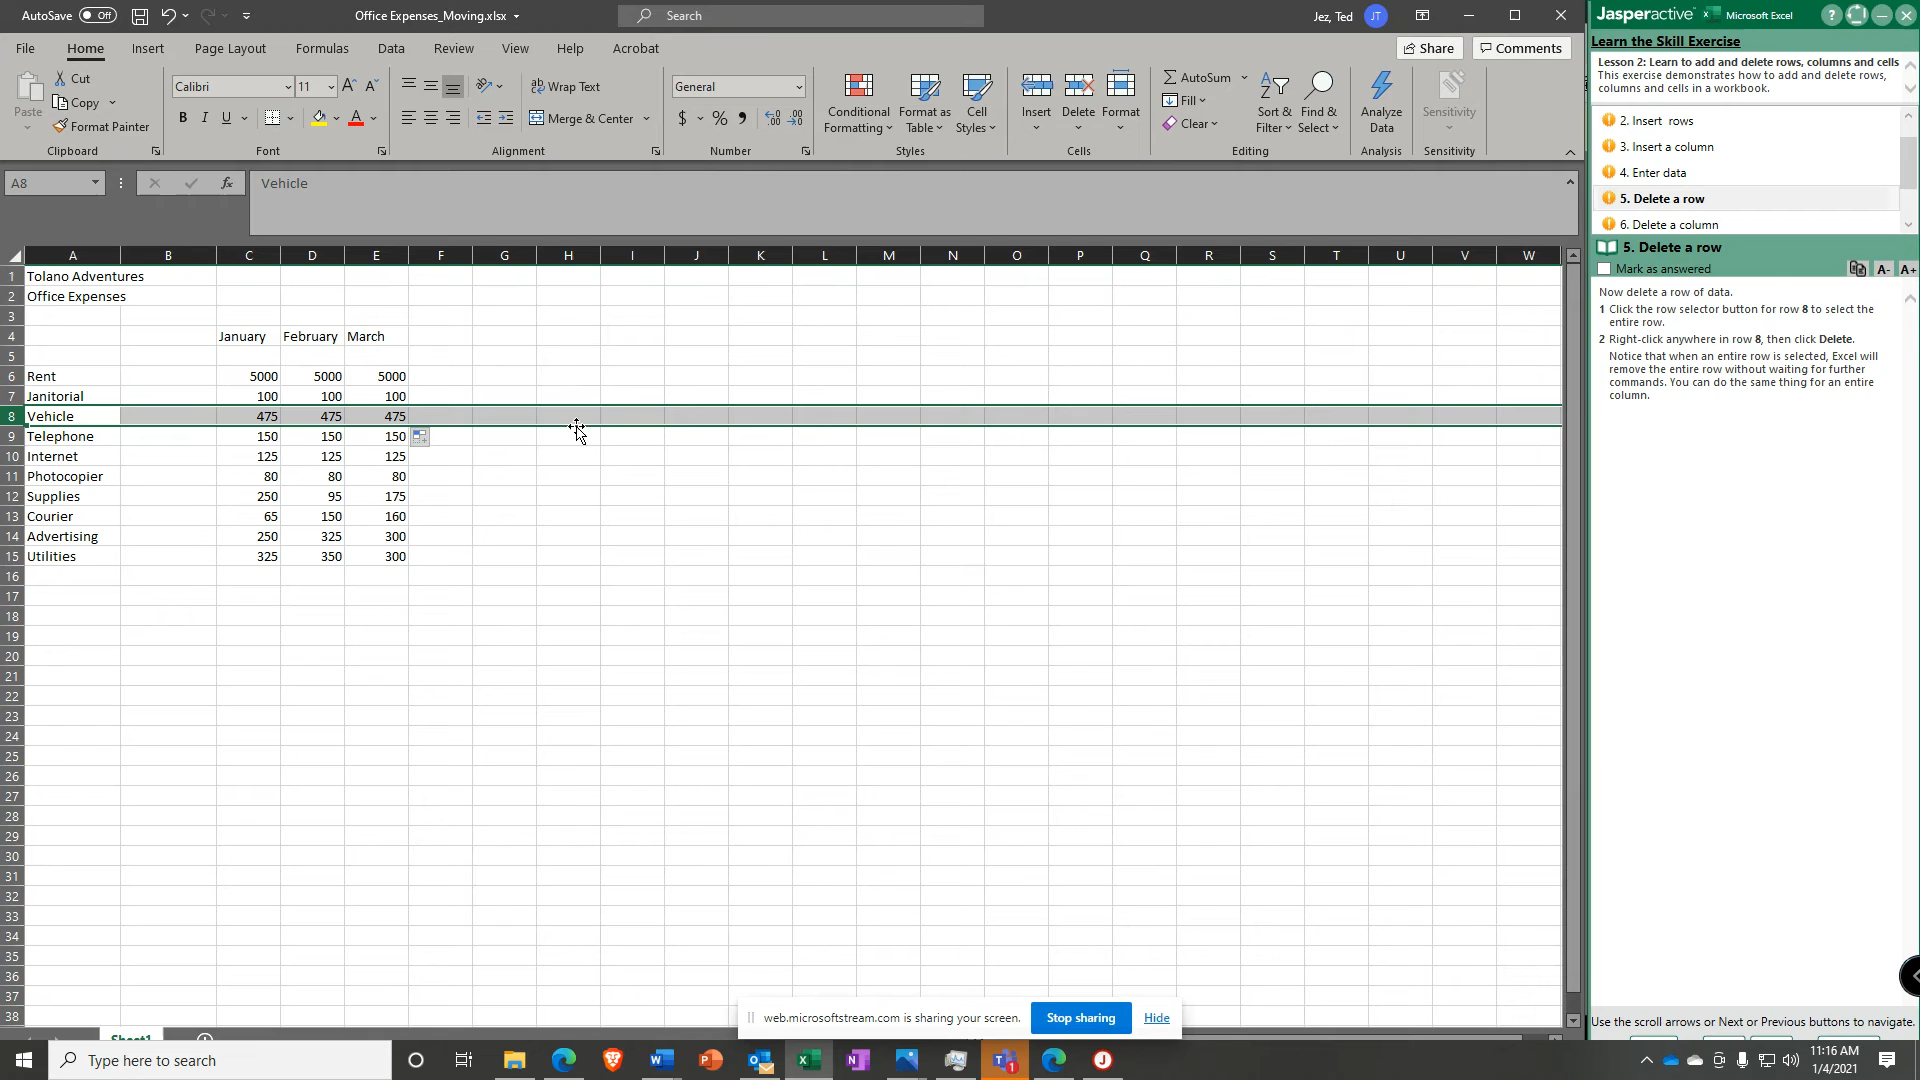 AutoSave Off Office Expenses_Moving.xlsx Search Jez, Ted JT
File Home Insert Page Layout Formulas Data Review View Help Acrobat Share Comments
Paste Cut Copy Format Painter Clipboard
Calibri 11 A A B I U A Font
Wrap Text Merge & Center Alignment
General $ % Number
Conditional Formatting Format as Table Cell Styles Styles
Insert Delete Format Cells
AutoSum Fill Clear Sort & Filter Find & Select Editing
Analyze Data Analysis
Sensitivity Sensitivity
A8 fx Vehicle
A B C D E F G H I J K L M N O P Q R S T U V W
1 Tolano Adventures
2 Office Expenses
3
4 January February March
5
6 Rent 5000 5000 5000
7 Janitorial 100 100 100
8 Vehicle 475 475 475
9 Telephone 150 150 150
10 Internet 125 125 125
11 Photocopier 80 80 80
12 Supplies 250 95 175
13 Courier 65 150 160
14 Advertising 250 325 300
15 Utilities 325 350 300
16
17
18
19
20
21
22
23
24
25
26
27
28
29
30
31
32
33
34
35
36
37
38
Sheet1
web.microsoftstream.com is sharing your screen. Stop sharing Hide
Jasperactive Microsoft Excel ?
Learn the Skill Exercise
Lesson 2: Learn to add and delete rows, columns and cells
This exercise demonstrates how to add and delete rows,
columns and cells in a workbook.
2. Insert rows
3. Insert a column
4. Enter data
5. Delete a row
6. Delete a column
5. Delete a row
Mark as answered A- A+
Now delete a row of data.
1 Click the row selector button for row 8 to select the
entire row.
2 Right-click anywhere in row 8, then click Delete.
Notice that when an entire row is selected, Excel will
remove the entire row without waiting for further
commands. You can do the same thing for an entire
column.
Use the scroll arrows or Next or Previous buttons to navigate.
Type here to search
11:16 AM
1/4/2021